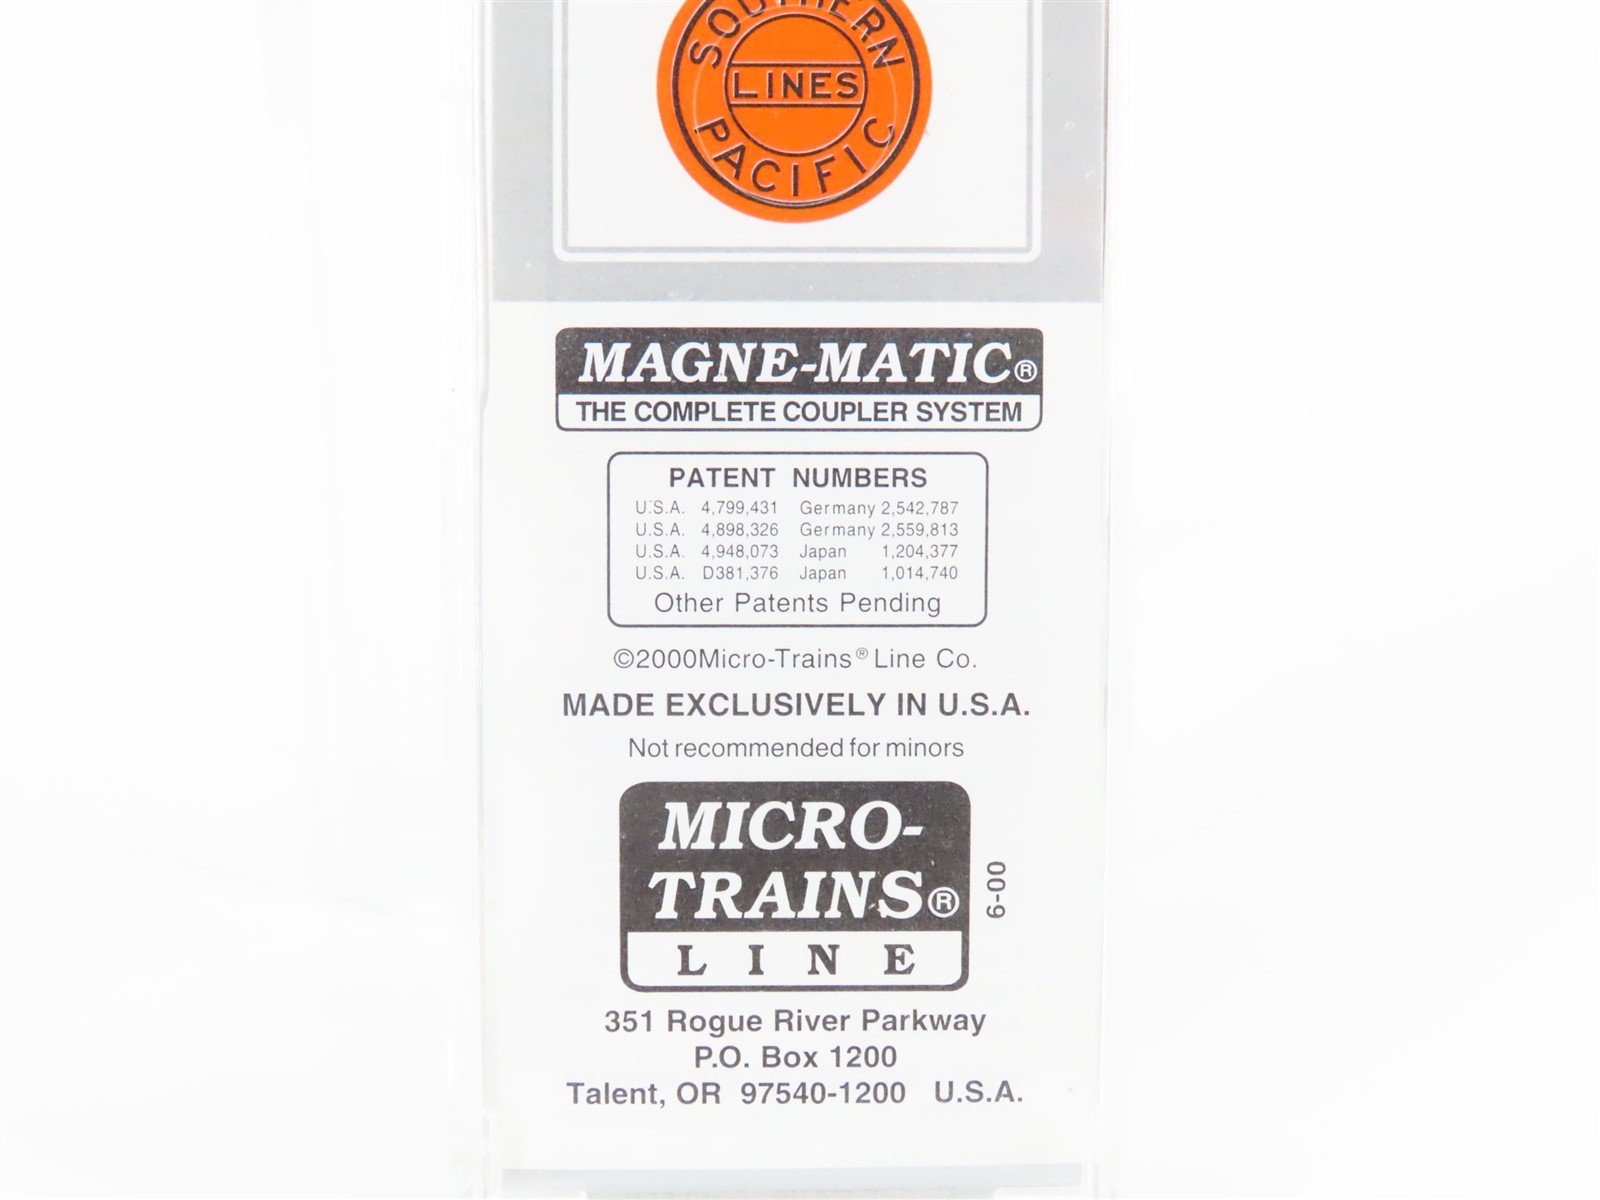 SOUTHERN
LINES
PACIFIC
MAGNE-MATIC®
THE COMPLETE COUPLER SYSTEM
PATENT NUMBERS
U.S.A. 4,799,431 Germany 2,542,787
U.S.A. 4,898,326 Germany 2,559,813
U.S.A. 4,948,073 Japan 1,204,377
U.S.A. D381,376 Japan 1,014,740
Other Patents Pending
©2000Micro-Trains® Line Co.
MADE EXCLUSIVELY IN U.S.A.
Not recommended for minors
MICRO-
TRAINS®
LINE
6-00
351 Rogue River Parkway
P.O. Box 1200
Talent, OR 97540-1200 U.S.A.